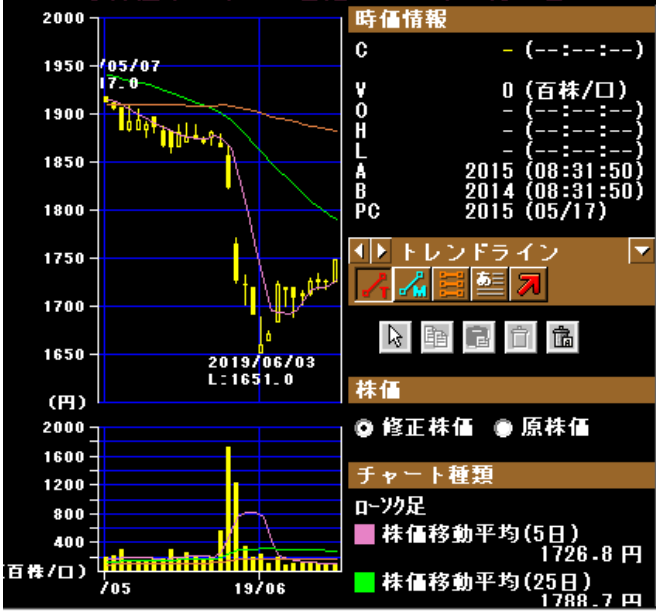 2000
1950
1900
1850
1800
1750
1700
1650
(円)
/05/07
17.0
2019/06/03
L:1651.0
2000
1600
1200
800
400
百株/口)
/05
19/06
時価情報
C - (--:--:--)
V 0 (百株/口)
O - (--:--:--)
H - (--:--:--)
L - (--:--:--)
A 2015 (08:31:50)
B 2014 (08:31:50)
PC 2015 (05/17)
トレンドライン
T
M
あ
株価
修正株価
原株価
チャート種類
ローソク足
株価移動平均(5日)
1726.8 円
株価移動平均(25日)
1788.7 円